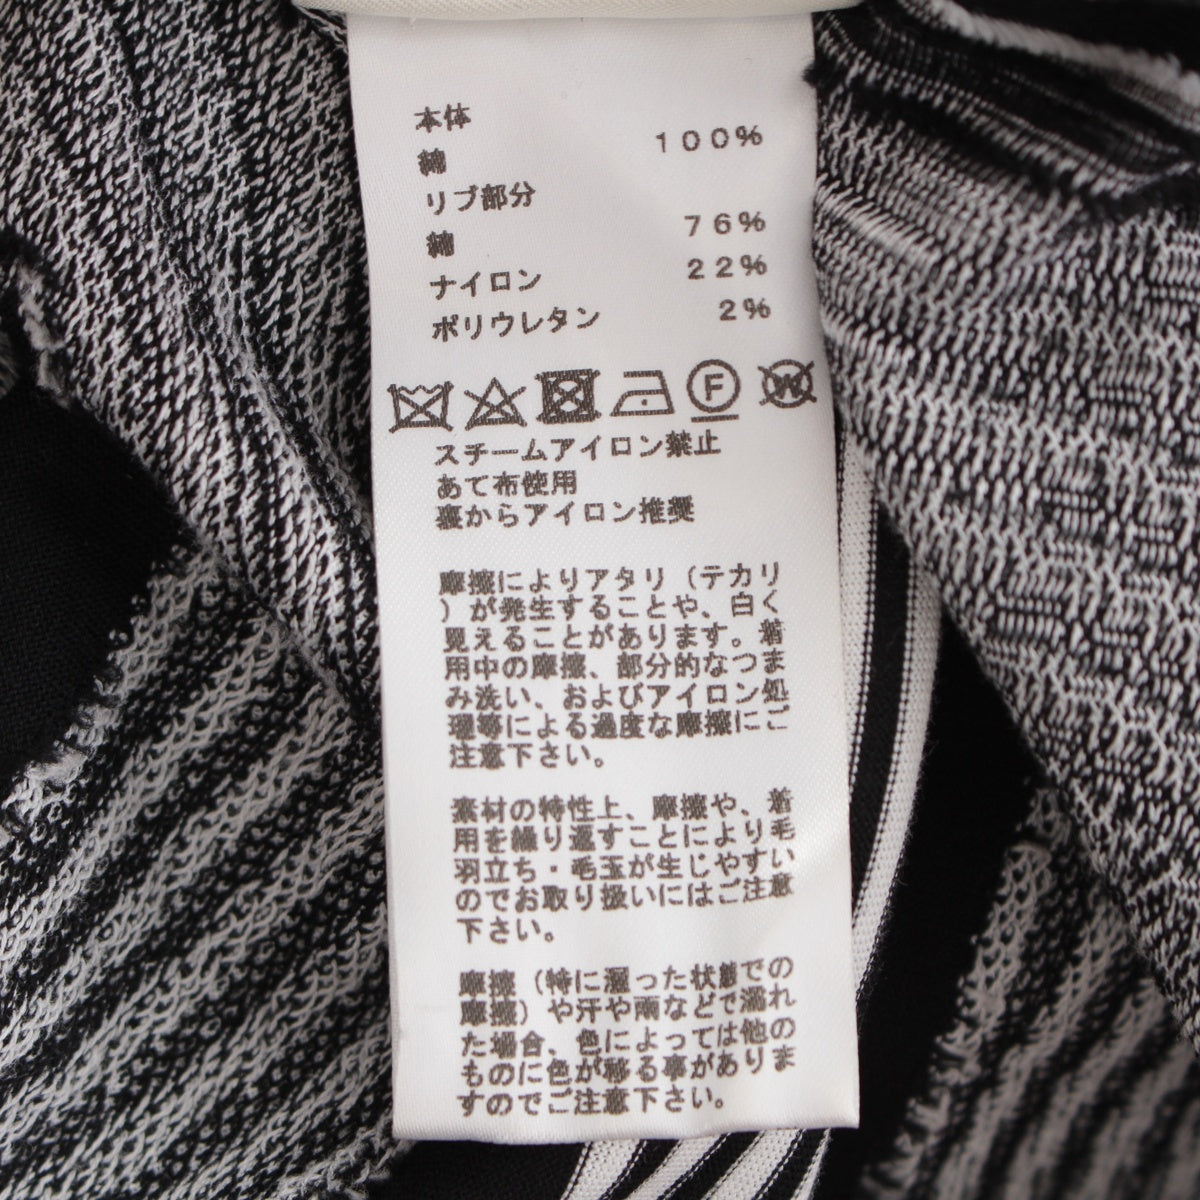 本体
綿 100%
リブ部分
綿 76%
ナイロン 22%
ポリウレタン 2%
F W
スチームアイロン禁止
あて布使用
裏からアイロン推奨
摩擦によりアタリ（テカリ
）が発生することや、白く
見えることがあります。着
用中の摩擦、部分的なつま
み洗い、およびアイロン処
理等による過度な摩擦にご
注意下さい。
素材の特性上、摩擦や、着
用を繰り返すことにより毛
羽立ち・毛玉が生じやすい
のでお取り扱いにはご注意
下さい。
摩擦（特に湿った状態での
摩擦）や汗や雨などで濡れ
た場合、色によっては他の
ものに色が移る事がありま
すのでご注意下さい。